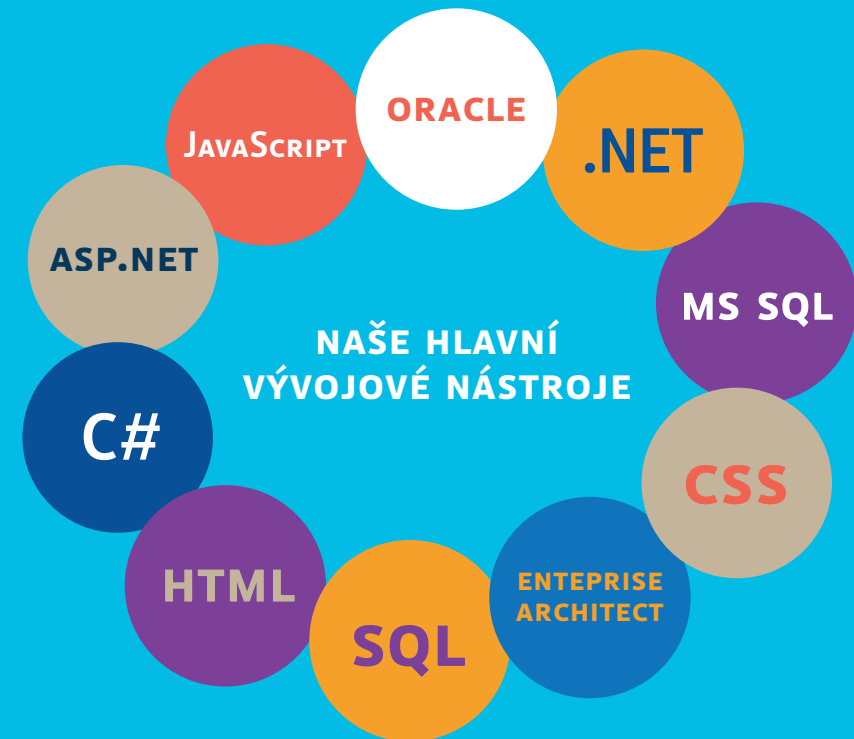 ORACLE
JavaScript
.NET
ASP.NET
MS SQL
NAŠE HLAVNÍ
VÝVOJOVÉ NÁSTROJE
C#
CSS
HTML
ENTEPRISE
ARCHITECT
SQL